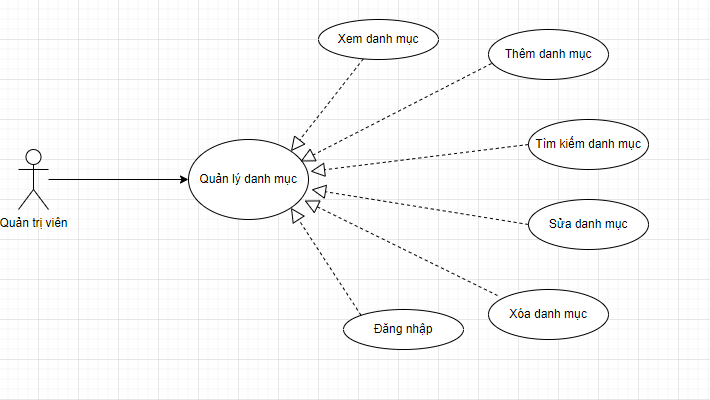 Xem danh mục
Thêm danh mục
Tìm kiếm danh mục
Quản lý danh mục
Quản trị viên
Sửa danh mục
Xóa danh mục
Đăng nhập